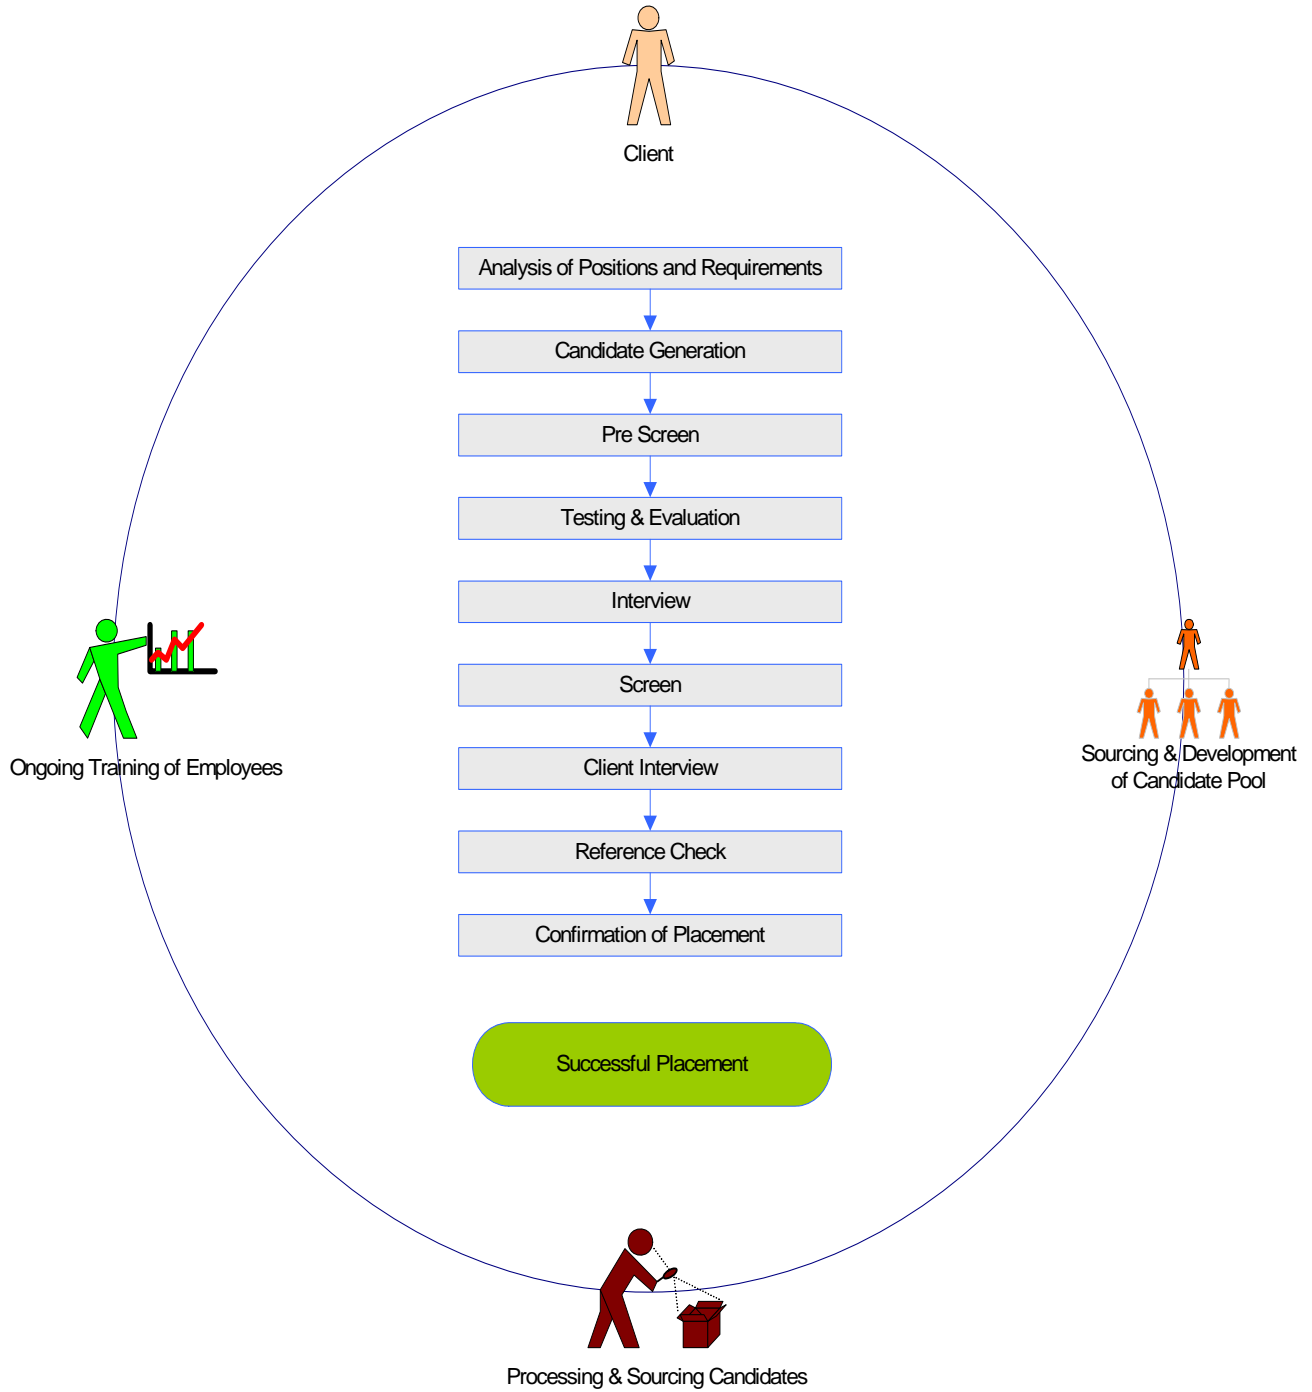 Client
Analysis of Positions and Requirements
Candidate Generation
Pre Screen
Testing & Evaluation
Interview
Screen
Client Interview
Reference Check
Confirmation of Placement
Successful Placement
Ongoing Training of Employees
Sourcing & Development
of Candidate Pool
Processing & Sourcing Candidates